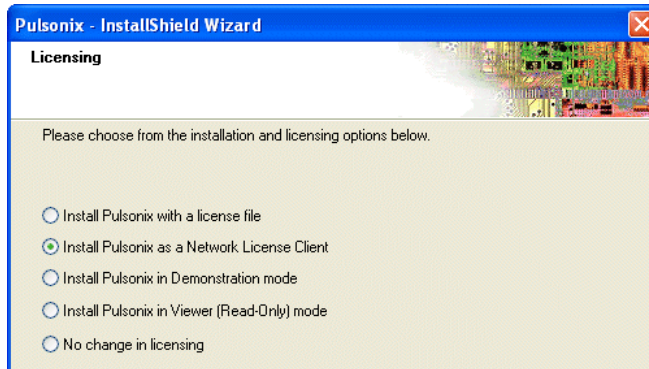 Pulsonix - InstallShield Wizard
Licensing
Please choose from the installation and licensing options below.
Install Pulsonix with a license file
Install Pulsonix as a Network License Client
Install Pulsonix in Demonstration mode
Install Pulsonix in Viewer (Read-Only) mode
No change in licensing